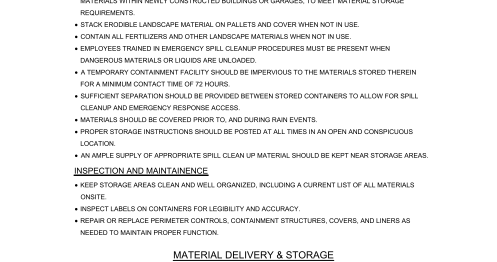 MATERIALS WITHIN NEWLY CONSTRUCTED BUILDINGS OR GARAGES, TO MEET MATERIAL STORAGE
REQUIREMENTS.
• STACK ERODIBLE LANDSCAPE MATERIAL ON PALLETS AND COVER WHEN NOT IN USE.
• CONTAIN ALL FERTILIZERS AND OTHER LANDSCAPE MATERIALS WHEN NOT IN USE.
• EMPLOYEES TRAINED IN EMERGENCY SPILL CLEANUP PROCEDURES MUST BE PRESENT WHEN
DANGEROUS MATERIALS OR LIQUIDS ARE UNLOADED.
• A TEMPORARY CONTAINMENT FACILITY SHOULD BE IMPERVIOUS TO THE MATERIALS STORED THEREIN
FOR A MINIMUM CONTACT TIME OF 72 HOURS.
• SUFFICIENT SEPARATION SHOULD BE PROVIDED BETWEEN STORED CONTAINERS TO ALLOW FOR SPILL
CLEANUP AND EMERGENCY RESPONSE ACCESS.
• MATERIALS SHOULD BE COVERED PRIOR TO, AND DURING RAIN EVENTS.
• PROPER STORAGE INSTRUCTIONS SHOULD BE POSTED AT ALL TIMES IN AN OPEN AND CONSPICUOUS
LOCATION.
• AN AMPLE SUPPLY OF APPROPRIATE SPILL CLEAN UP MATERIAL SHOULD BE KEPT NEAR STORAGE AREAS.
INSPECTION AND MAINTAINENCE
• KEEP STORAGE AREAS CLEAN AND WELL ORGANIZED, INCLUDING A CURRENT LIST OF ALL MATERIALS
ONSITE.
• INSPECT LABELS ON CONTAINERS FOR LEGIBILITY AND ACCURACY.
• REPAIR OR REPLACE PERIMETER CONTROLS, CONTAINMENT STRUCTURES, COVERS, AND LINERS AS
NEEDED TO MAINTAIN PROPER FUNCTION.
MATERIAL DELIVERY & STORAGE